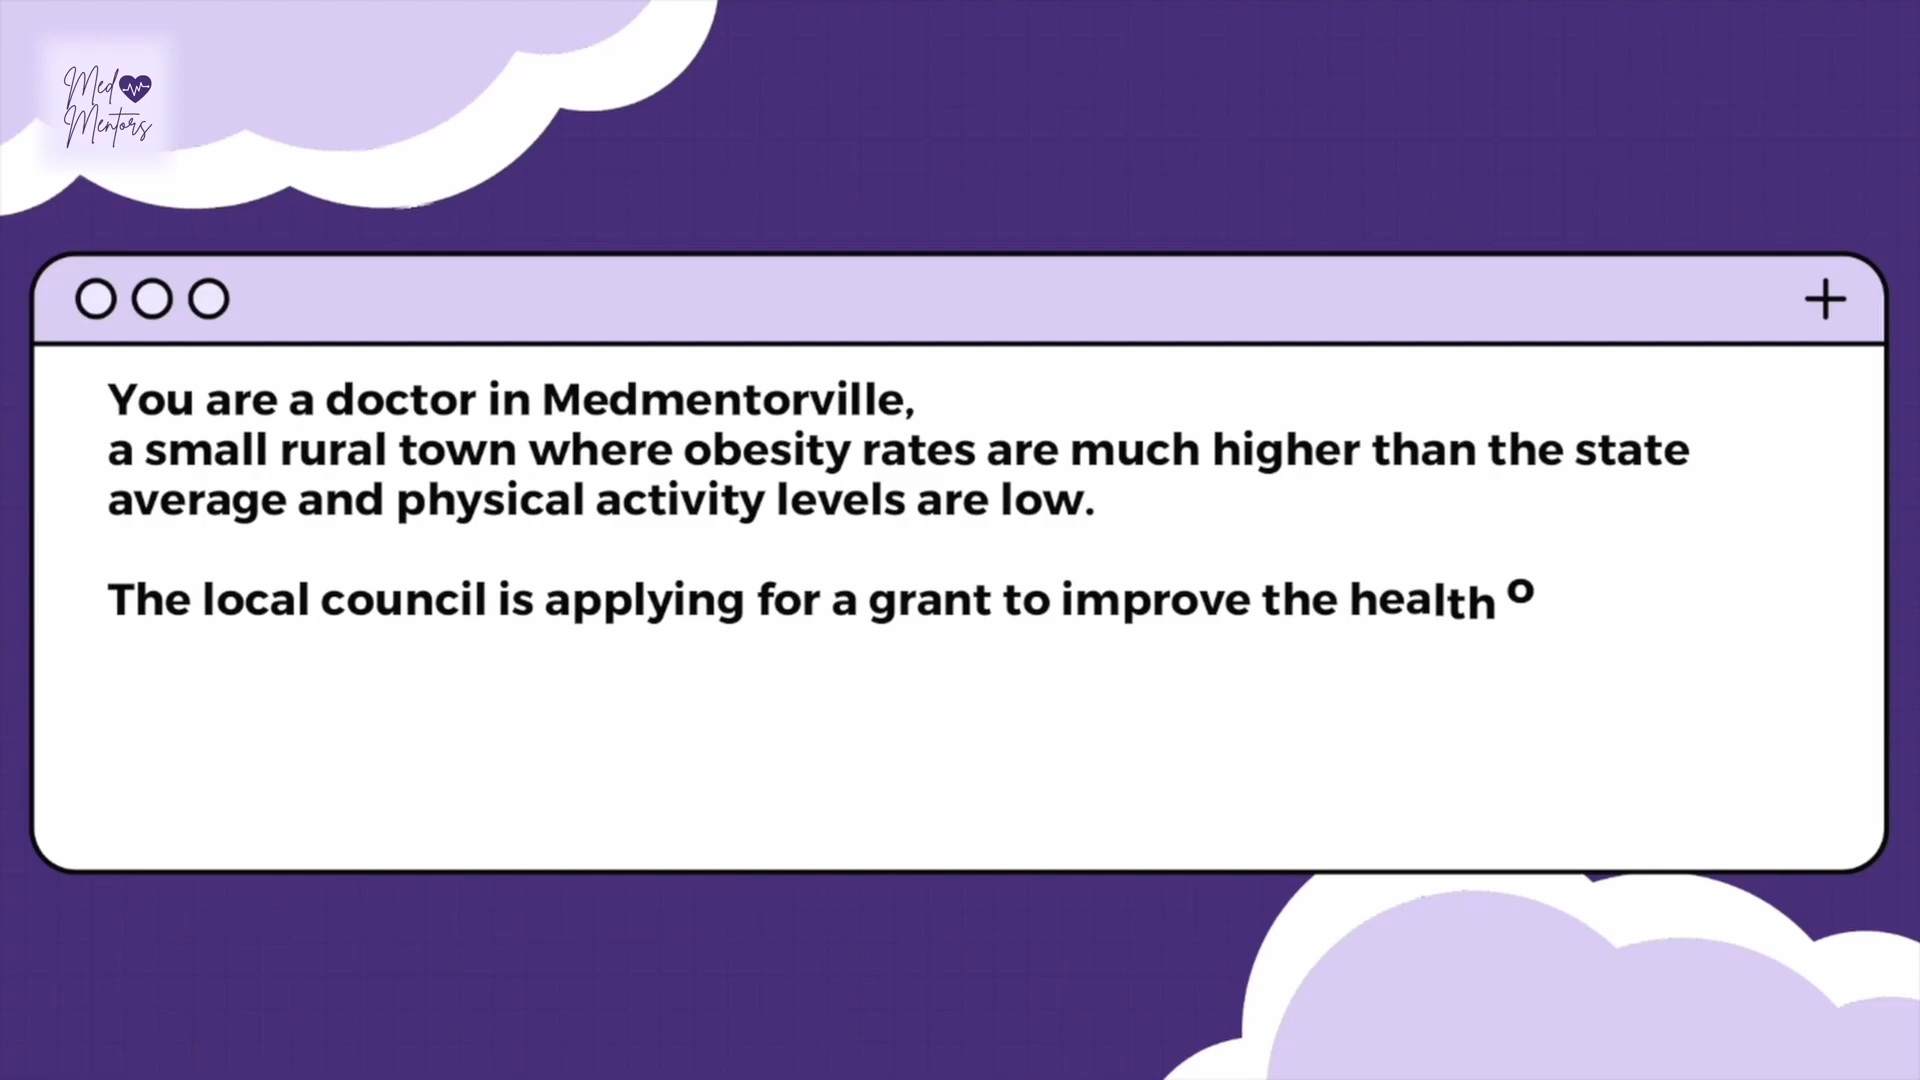 Med
Mentors
You are a doctor in Medmentorville,
a small rural town where obesity rates are much higher than the state
average and physical activity levels are low.
The local council is applying for a grant to improve the health o